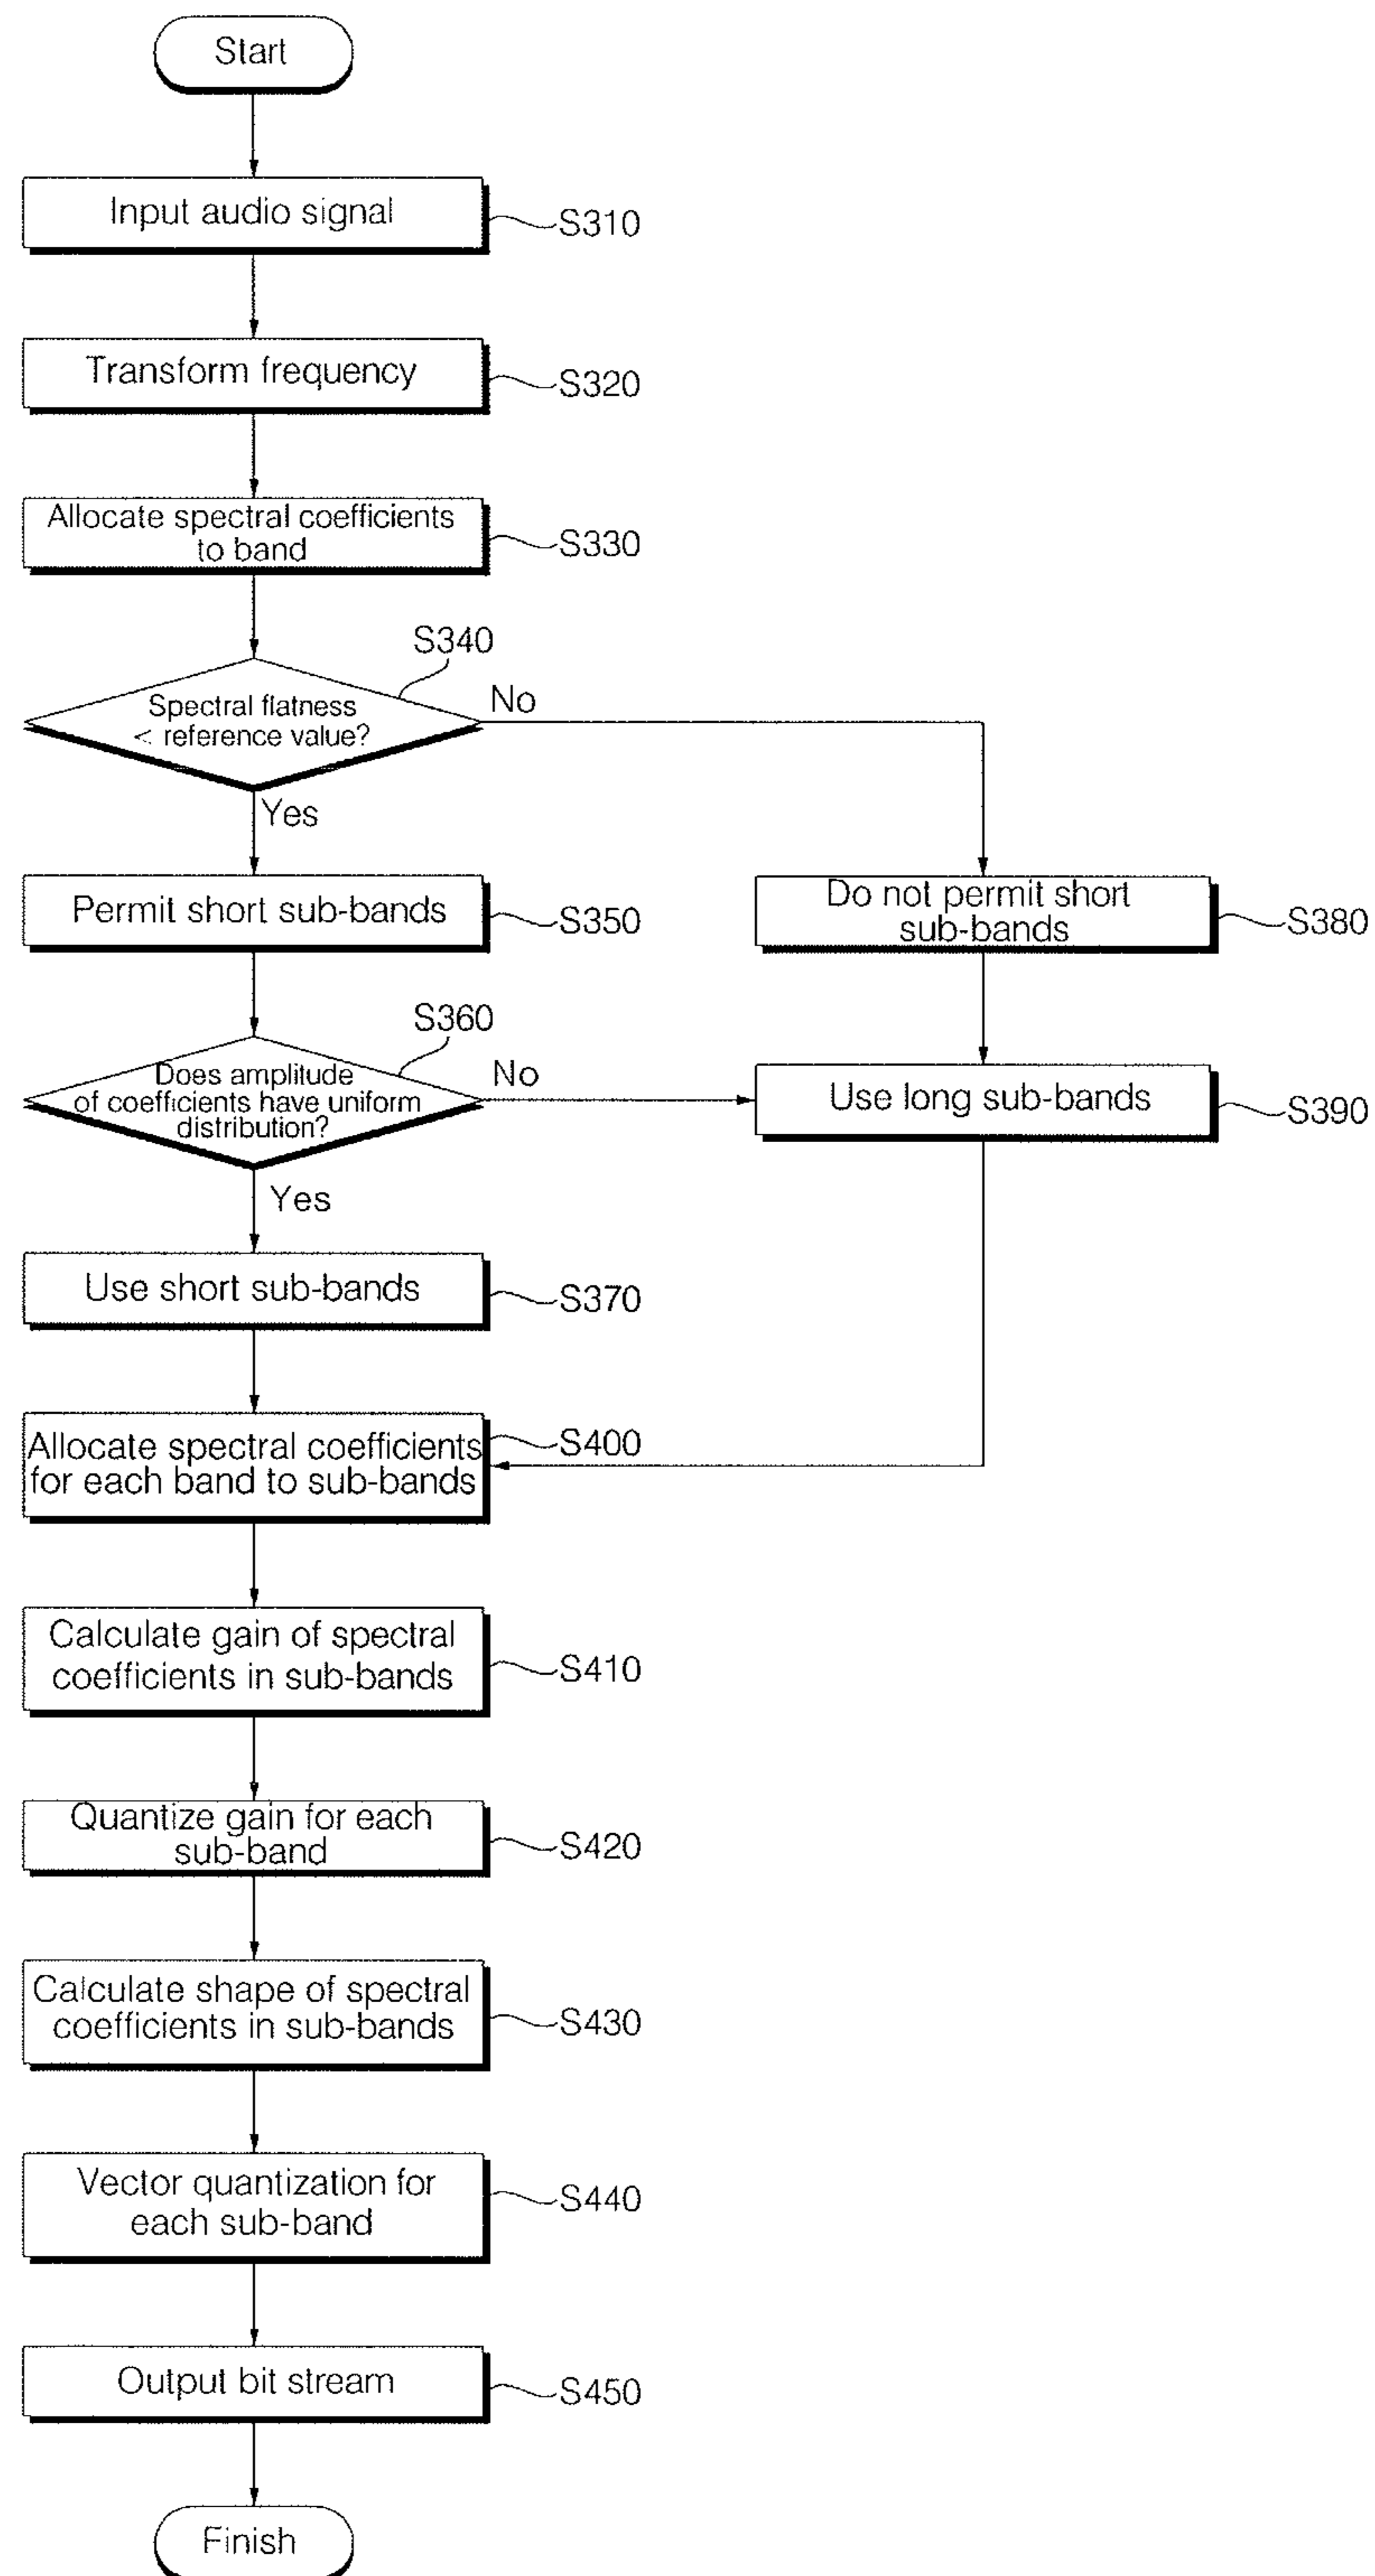 Start
Input audio signal
S310
Transform frequency
S320
Allocate spectral coefficients
to band
S330
S340
Spectral flatness
< reference value?
No
Yes
Permit short sub-bands
S350
Do not permit short
sub-bands
S380
S360
Does amplitude
of coefficients have uniform
distribution?
No
Use long sub-bands
S390
Yes
Use short sub-bands
S370
Allocate spectral coefficients
for each band to sub-bands
S400
Calculate gain of spectral
coefficients in sub-bands
S410
Quantize gain for each
sub-band
S420
Calculate shape of spectral
coefficients in sub-bands
S430
Vector quantization for
each sub-band
S440
Output bit stream
S450
Finish